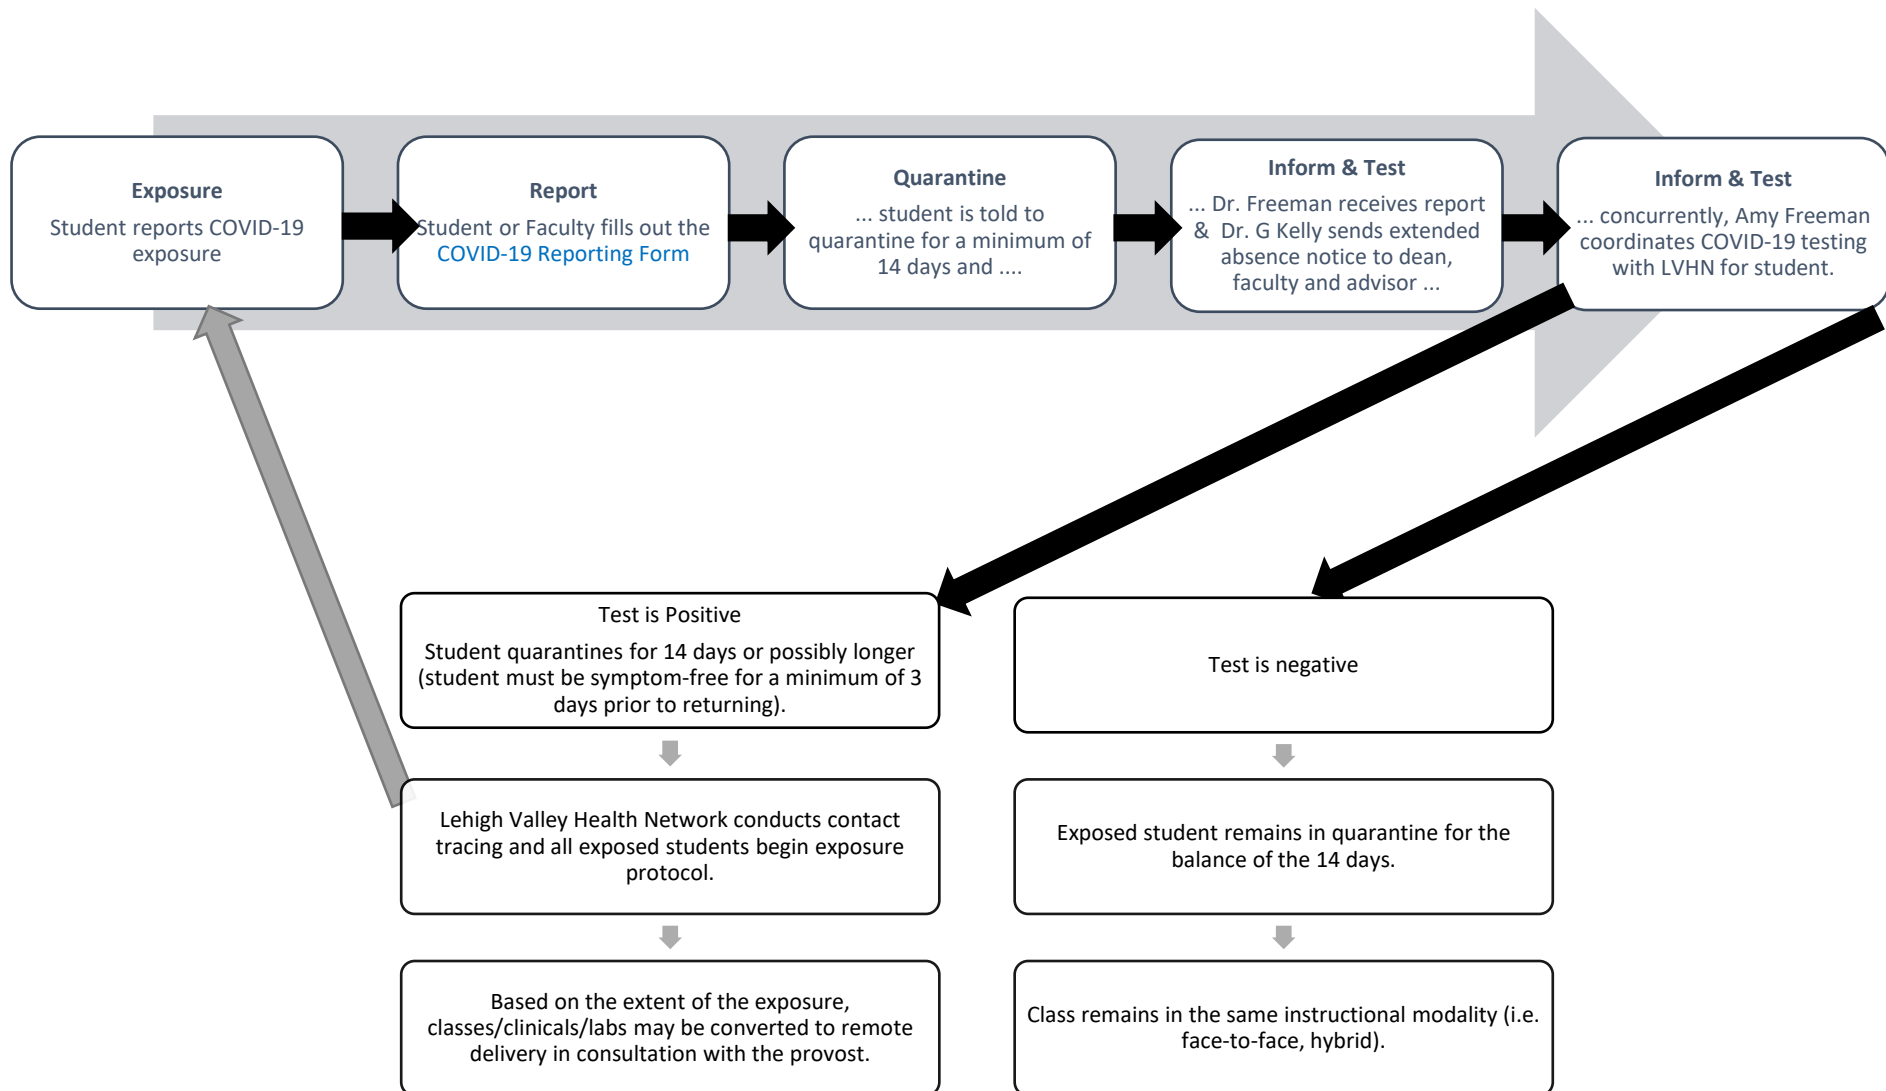 Exposure
Student reports COVID-19
exposure
Report
Student or Faculty fills out the
COVID-19 Reporting Form
Quarantine
... student is told to
quarantine for a minimum of
14 days and ....
Inform & Test
... Dr. Freeman receives report
& Dr. G Kelly sends extended
absence notice to dean,
faculty and advisor ...
Inform & Test
... concurrently, Amy Freeman
coordinates COVID-19 testing
with LVHN for student.
Test is Positive
Student quarantines for 14 days or possibly longer
(student must be symptom-free for a minimum of 3
days prior to returning).
Lehigh Valley Health Network conducts contact
tracing and all exposed students begin exposure
protocol.
Based on the extent of the exposure,
classes/clinicals/labs may be converted to remote
delivery in consultation with the provost.
Test is negative
Exposed student remains in quarantine for the
balance of the 14 days.
Class remains in the same instructional modality (i.e.
face-to-face, hybrid).